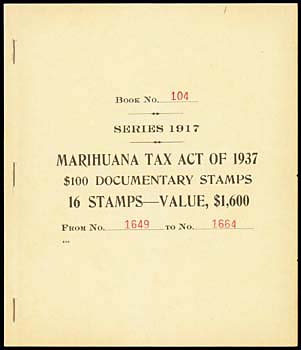 Book No. 104
SERIES 1917
MARIHUANA TAX ACT OF 1937
$100 DOCUMENTARY STAMPS
16 STAMPS—VALUE, $1,600
From No. 1649 to No. 1664
...